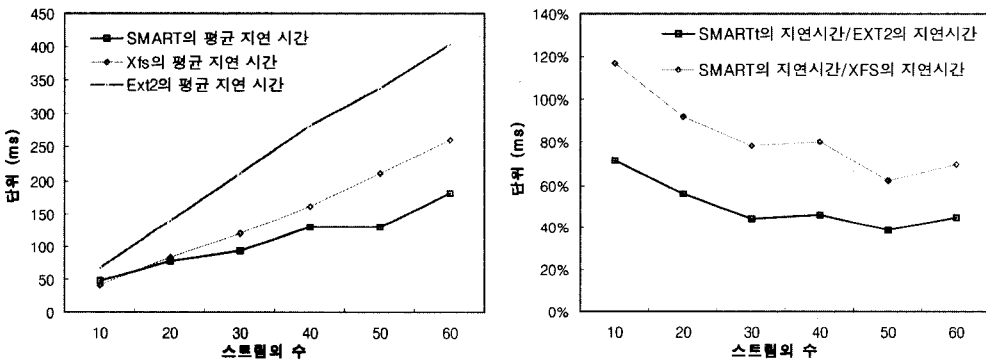 450
400
350
300
250
200
150
100
50
0
단위 (ms)
SMART의 평균 지연 시간
Xfs의 평균 지연 시간
Ext2의 평균 지연 시간
10 20 30 40 50 60
스트림의 수
140%
120%
100%
80%
60%
40%
20%
0%
단위 (ms)
SMARTt의 지연시간/EXT2의 지연시간
SMART의 지연시간/XFS의 지연시간
10 20 30 40 50 60
스트림의 수